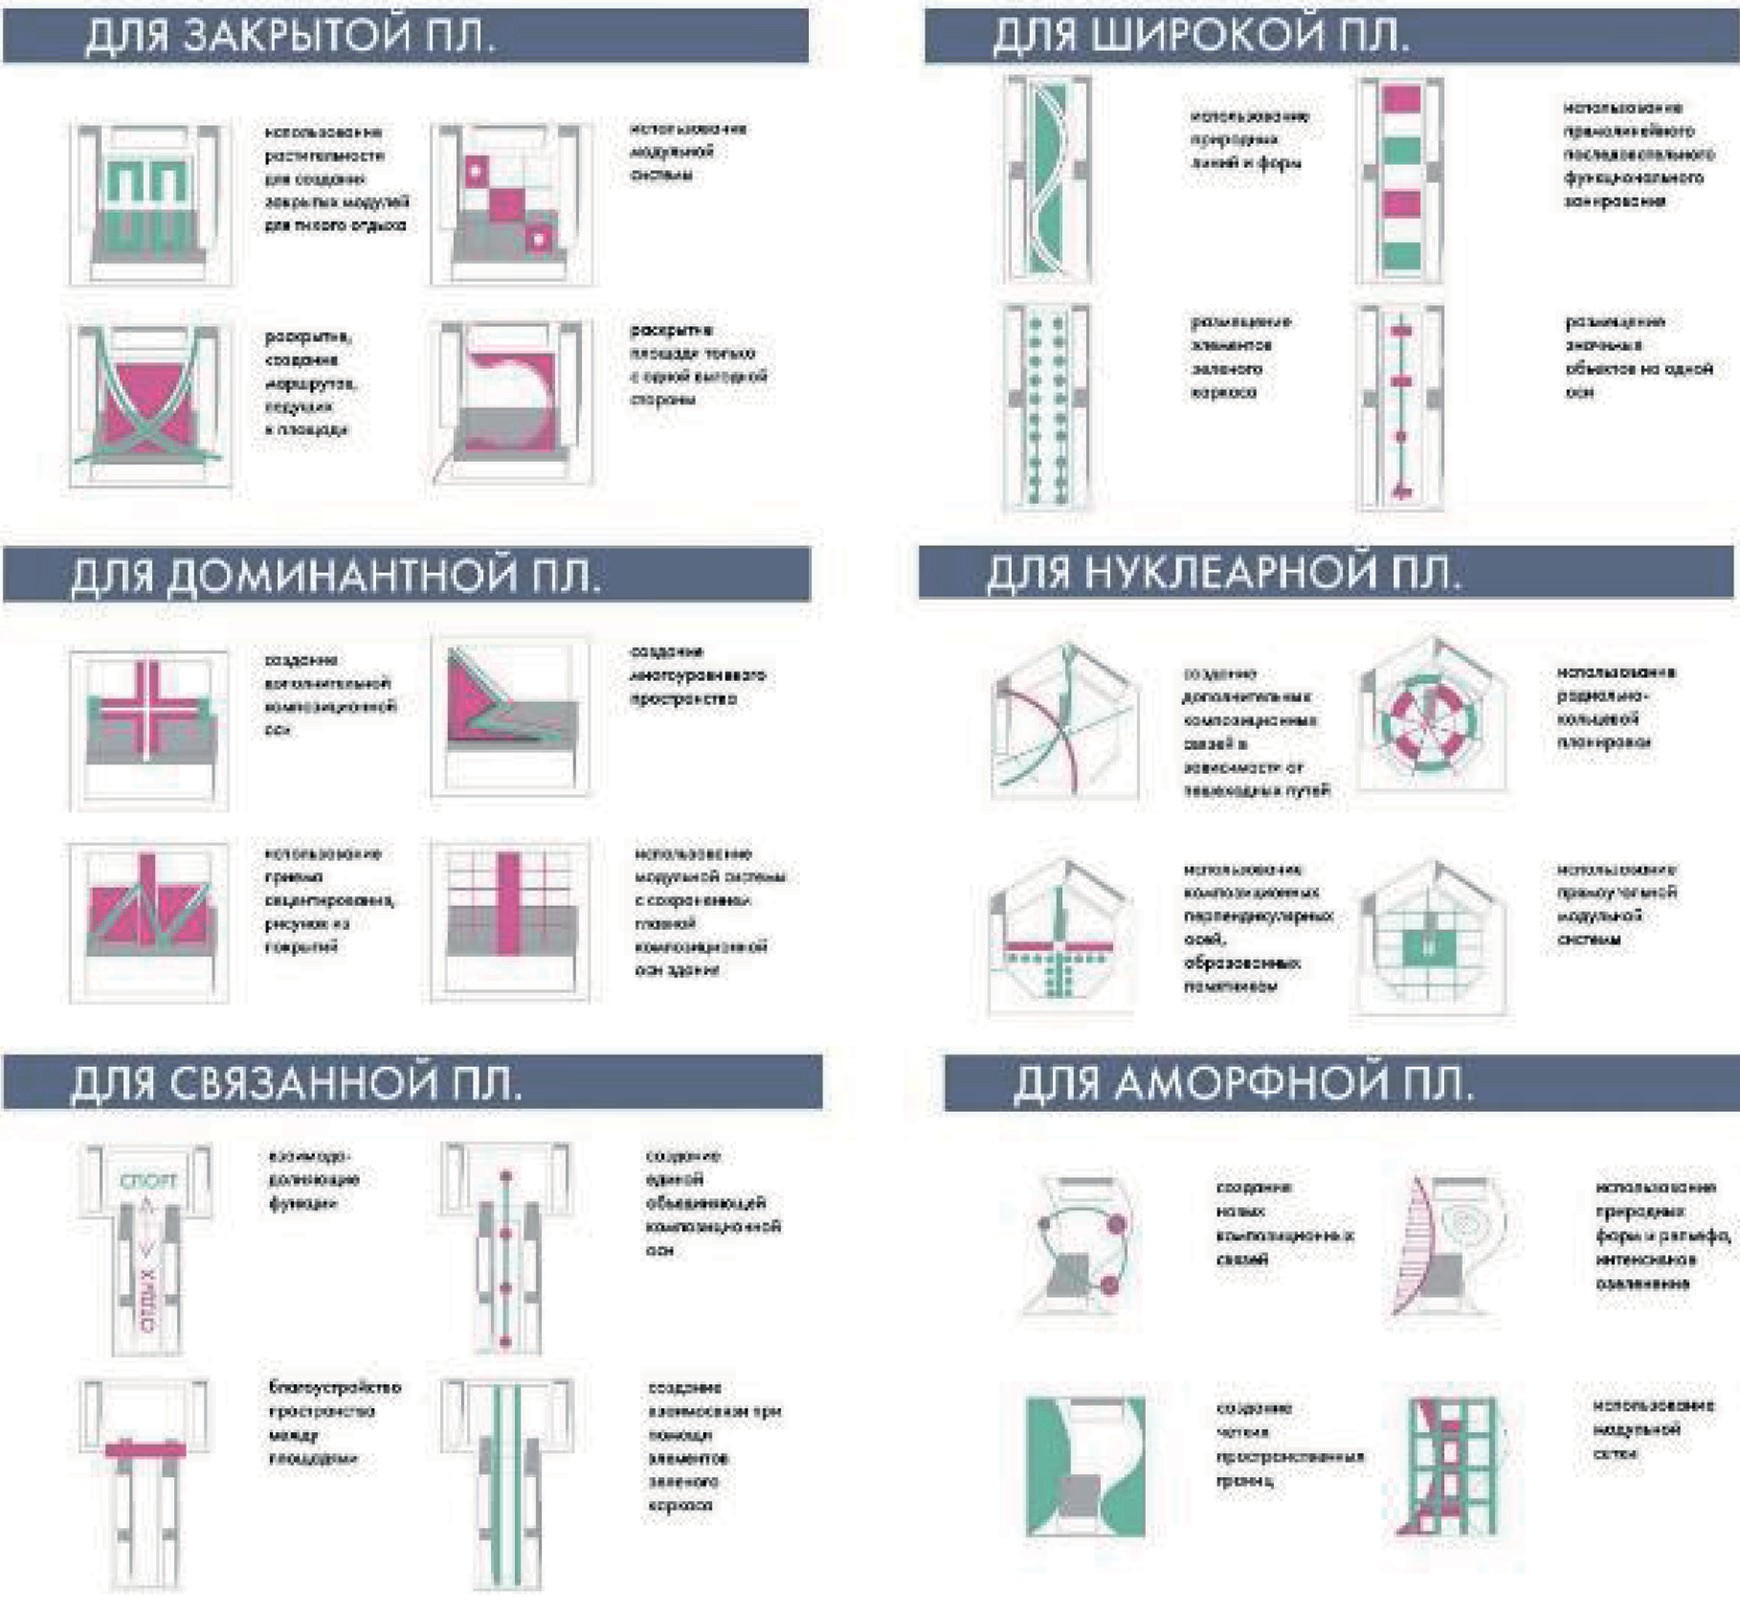 ДЛЯ ЗАКРЫТОЙ ПЛ.
использование
растительности
для создания
закрытых модулей
для тихого отдыха
использование
модульной
системы
раскрытие,
создание
маршрутов,
ведущих
к площади
раскрытие
площади только
с одной выгодной
стороны
ДЛЯ ШИРОКОЙ ПЛ.
использование
природных
линий и форм
использование
прямолинейного
последовательного
функционального
зонирования
размещение
элементов
зеленого
каркаса
размещение
значимых
объектов на одной
оси
ДЛЯ ДОМИНАНТНОЙ ПЛ.
создание
дополнительной
композиционной
оси
создание
многоуровневого
пространства
использование
приема
акцентирования,
рисунок из
покрытий
использование
модульной системы
с сохранением
главной
композиционной
оси здания
ДЛЯ НУКЛЕАРНОЙ ПЛ.
создание
дополнительных
композиционных
связей в
зависимости от
пешеходных путей
использование
радиально-
кольцевой
планировки
использование
композиционных
перпендикулярных
осей,
образованных
памятником
использование
прямоугольной
модульной
системы
ДЛЯ СВЯЗАННОЙ ПЛ.
СПОРТ
ОТДЫХ
взаимодо-
полняющие
функции
создание
единой
объединяющей
композиционной
оси
благоустройство
пространства
между
площадями
создание
взаимосвязи при
помощи
элементов
зеленого
каркаса
ДЛЯ АМОРФНОЙ ПЛ.
создание
новых
композиционных
связей
использование
природных
форм и рельефа,
интенсивное
озеленение
создание
четких
пространственных
границ
использование
модульной
сетки